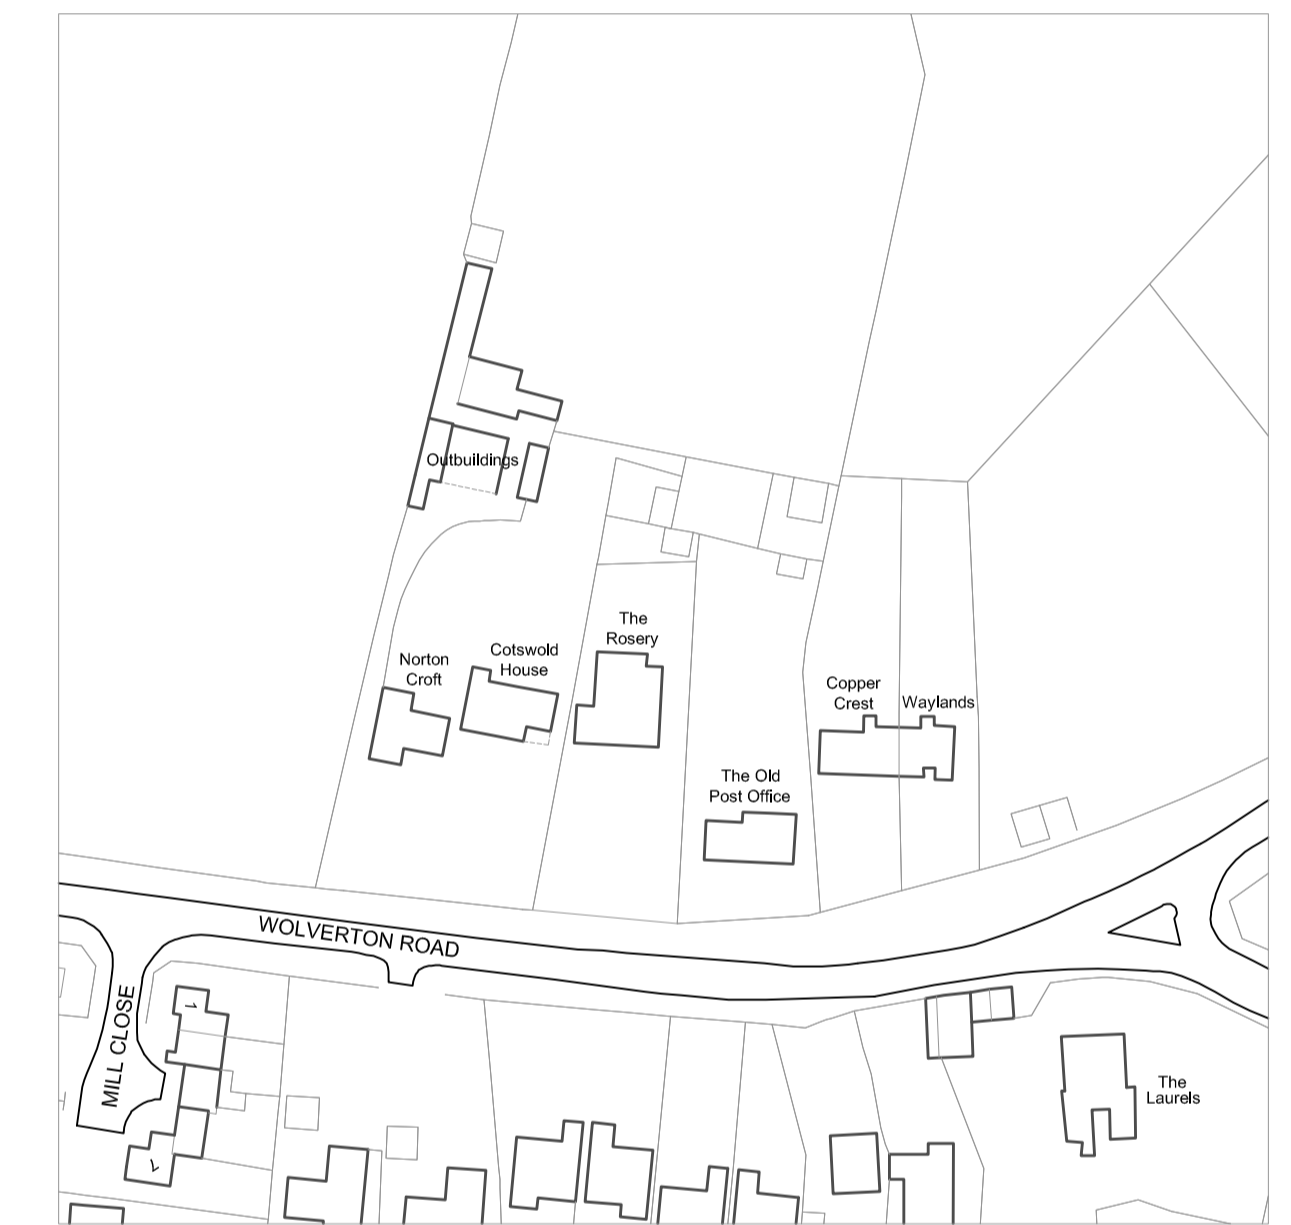 Outbuildings
The
Rosery
Cotswold
House
Norton
Croft
Copper
Crest
Waylands
The Old
Post Office
WOLVERTON ROAD
MILL CLOSE
1
The
Laurels